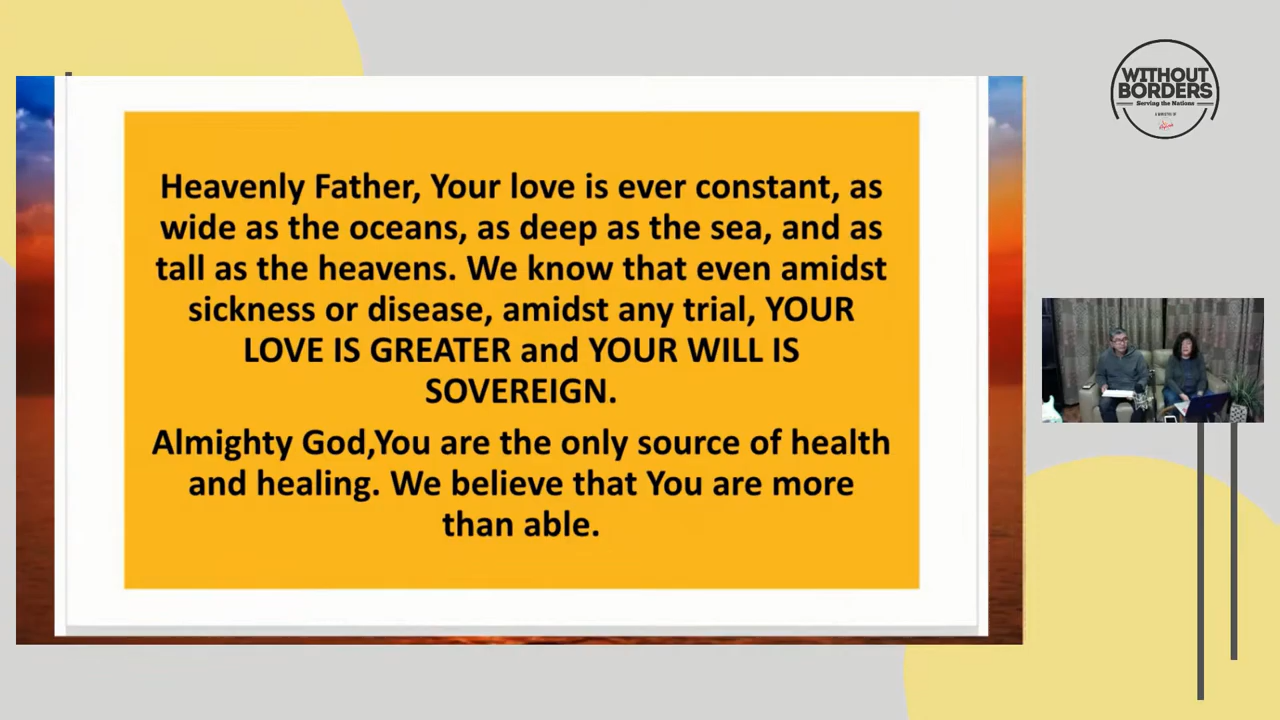 Heavenly Father, Your love is ever constant, as
wide as the oceans, as deep as the sea, and as
tall as the heavens. We know that even amidst
sickness or disease, amidst any trial, YOUR
LOVE IS GREATER and YOUR WILL IS
SOVEREIGN.
Almighty God,You are the only source of health
and healing. We believe that You are more
than able.
WITHOUT
BORDERS
Serving the Nations
A MINISTRY OF